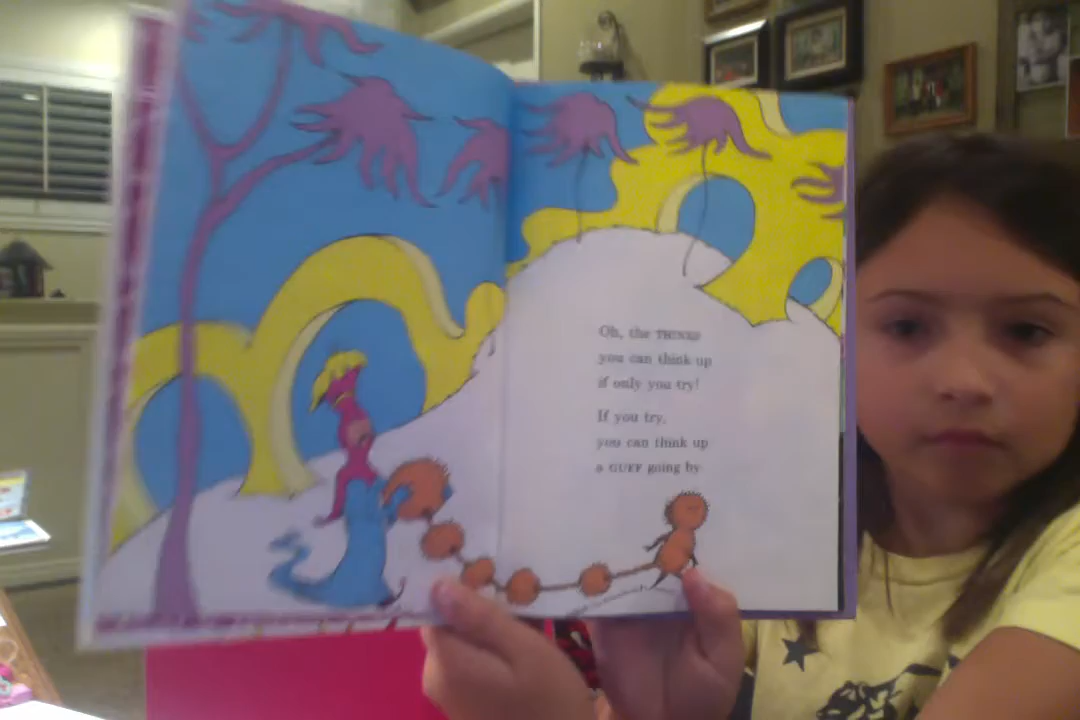 Oh, the THINKS
you can think up
if only you try!
If you try,
you can think up
a GUFF going by.